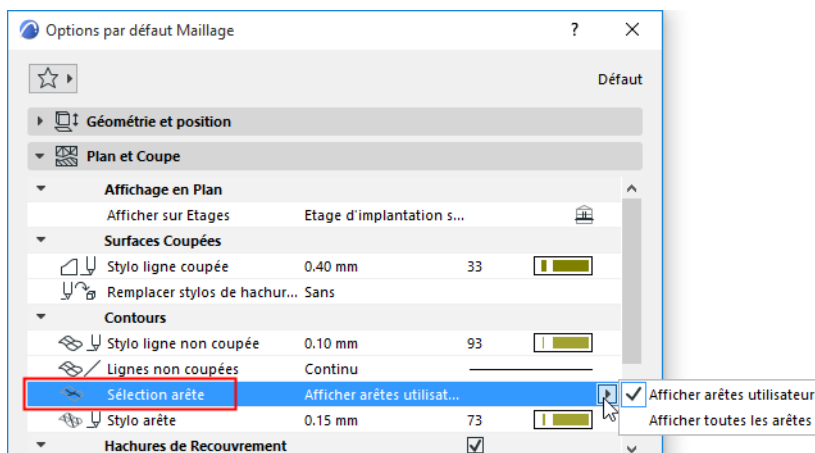 Options par défaut Maillage ?
Défaut
Géométrie et position
Plan et Coupe
Affichage en Plan
Afficher sur Etages Etage d'implantation s...
Surfaces Coupées
Stylo ligne coupée 0.40 mm 33
Remplacer stylos de hachur... Sans
Contours
Stylo ligne non coupée 0.10 mm 93
Lignes non coupées Continu
Sélection arête Afficher arêtes utilisat...
Afficher arêtes utilisateur
Afficher toutes les arêtes
Stylo arête 0.15 mm 73
Hachures de Recouvrement